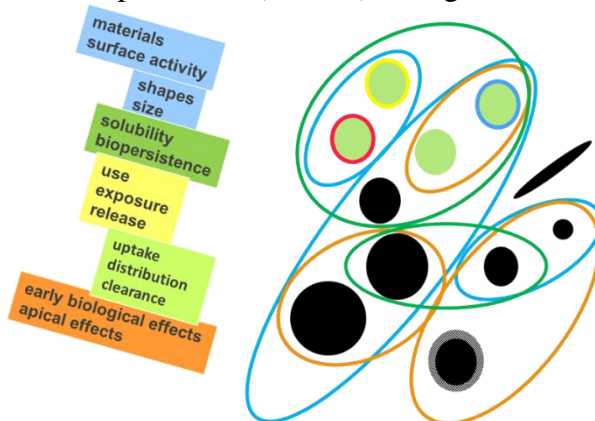 materials
surface activity
shapes
size
solubility
biopersistence
use
exposure
release
uptake
distribution
clearance
early biological effects
apical effects